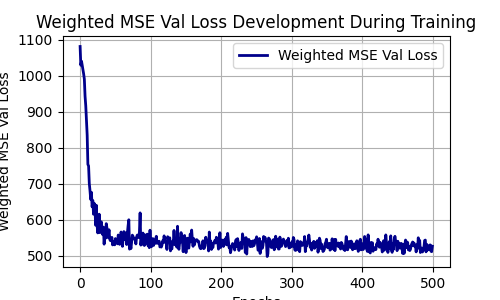 Weighted MSE Val Loss Development During Training
Weighted MSE Val Loss
Weighted MSE Val Loss
1100
1000
900
800
700
600
500
0 100 200 300 400 500
Epochs